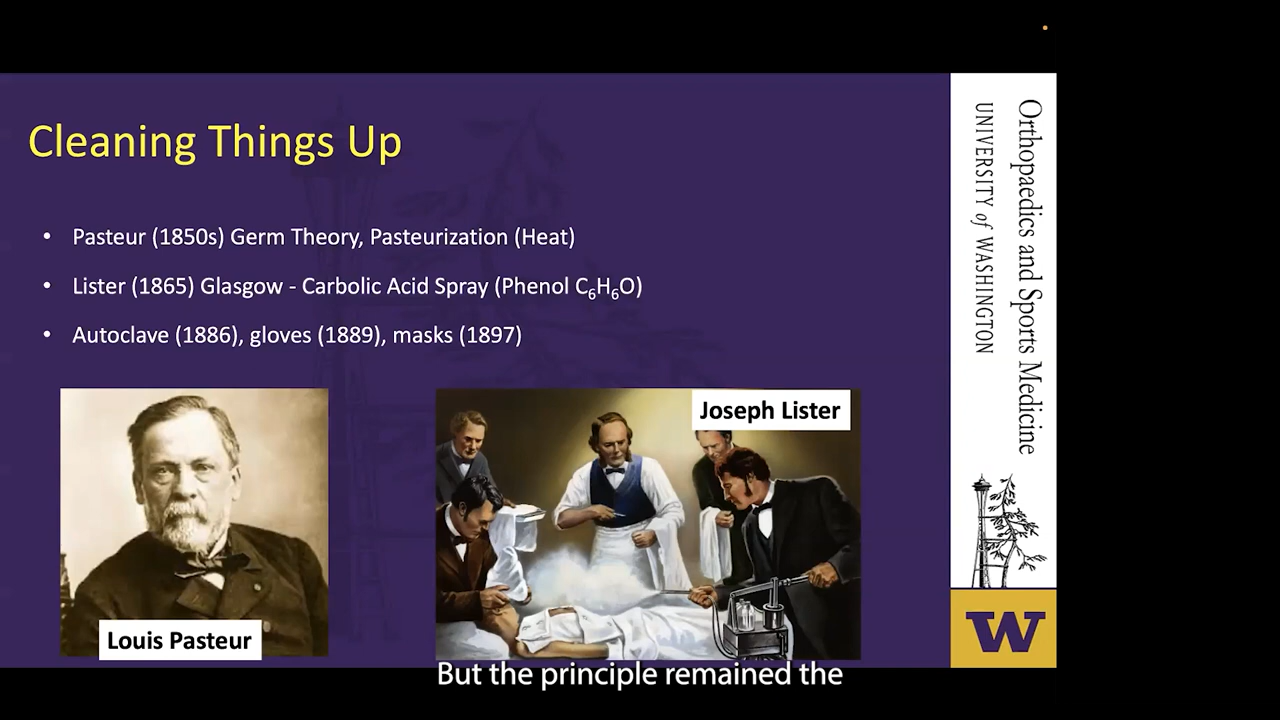 Cleaning Things Up
• Pasteur (1850s) Germ Theory, Pasteurization (Heat)
• Lister (1865) Glasgow - Carbolic Acid Spray (Phenol C₆H₆O)
• Autoclave (1886), gloves (1889), masks (1897)
Joseph Lister
Louis Pasteur
Orthopaedics and Sports Medicine
UNIVERSITY of WASHINGTON
W
But the principle remained the